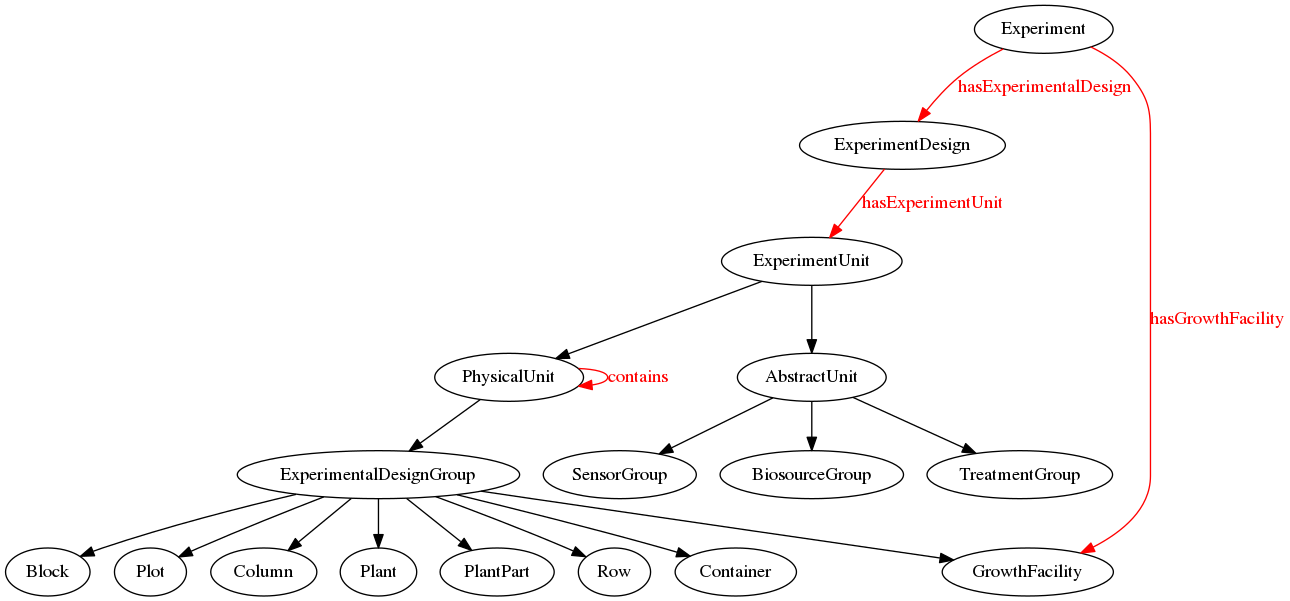 Experiment
hasExperimentalDesign
ExperimentDesign
hasExperimentUnit
ExperimentUnit
hasGrowthFacility
PhysicalUnit
contains
AbstractUnit
ExperimentalDesignGroup
SensorGroup
BiosourceGroup
TreatmentGroup
Block
Plot
Column
Plant
PlantPart
Row
Container
GrowthFacility